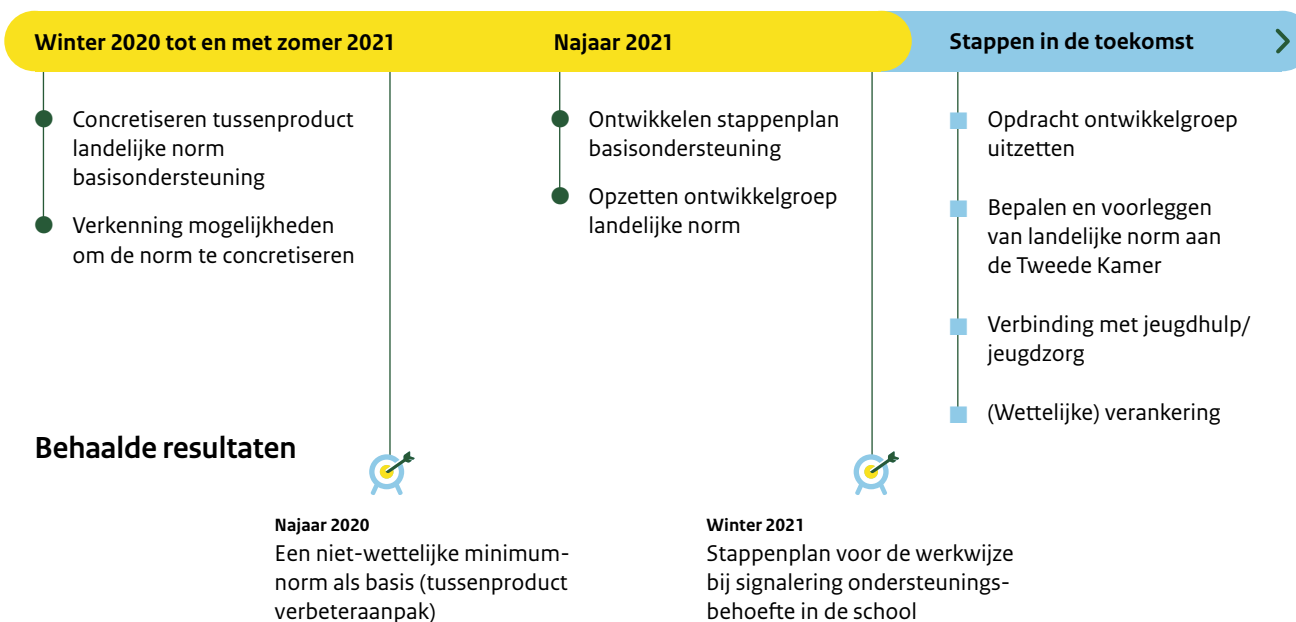 Winter 2020 tot en met zomer 2021
Najaar 2021
Stappen in de toekomst
Concretiseren tussenproduct
landelijke norm
basisondersteuning
Verkenning mogelijkheden
om de norm te concretiseren
Ontwikkelen stappenplan
basisondersteuning
Opzetten ontwikkelgroep
landelijke norm
Opdracht ontwikkelgroep
uitzetten
Bepalen en voorleggen
van landelijke norm aan
de Tweede Kamer
Verbinding met jeugdhulp/
jeugdzorg
(Wettelijke) verankering
Behaalde resultaten
Najaar 2020
Een niet-wettelijke minimum-
norm als basis (tussenproduct
verbeteraanpak)
Winter 2021
Stappenplan voor de werkwijze
bij signalering ondersteunings-
behoefte in de school